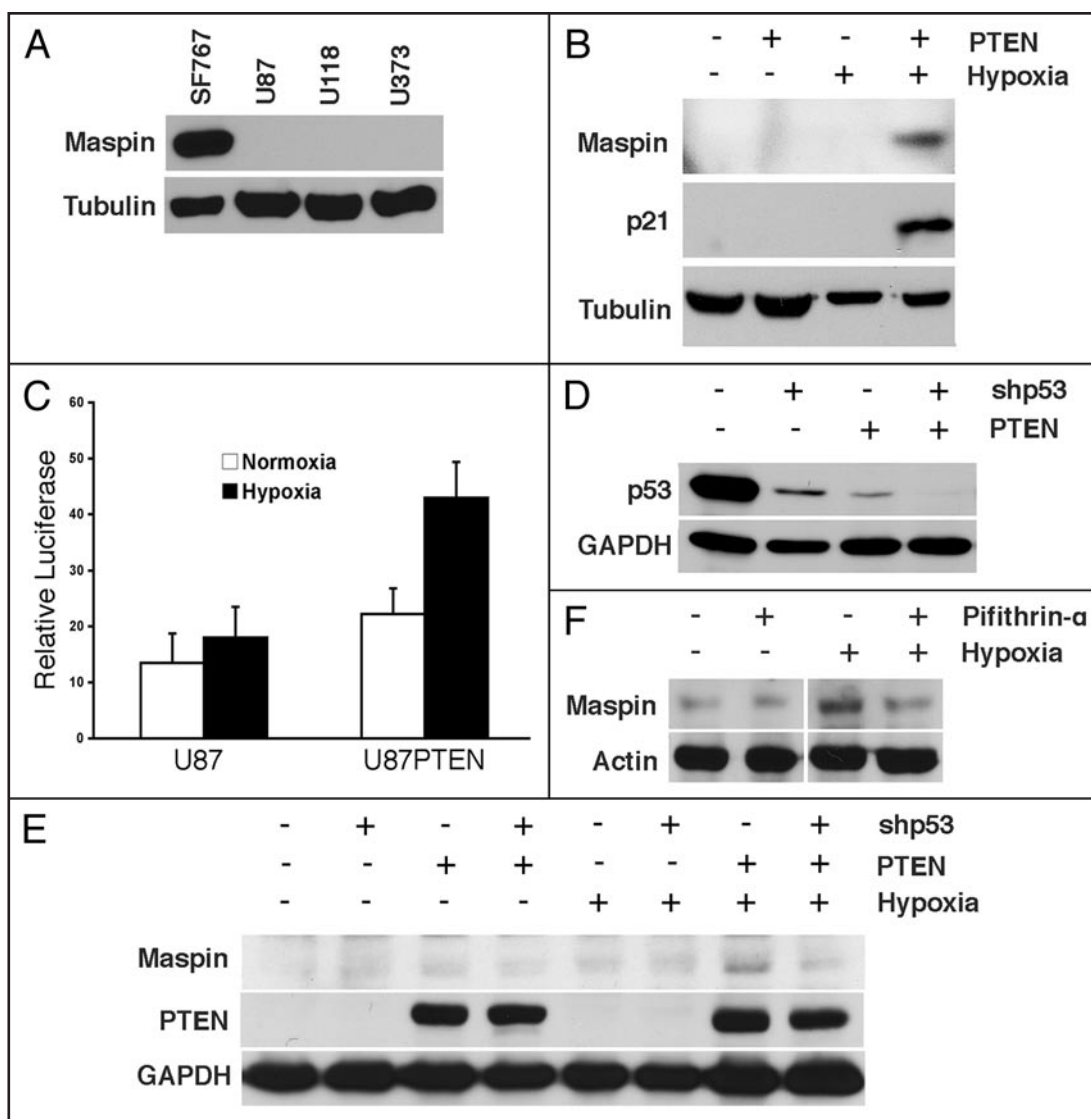 A
SF767 U87 U118 U373
Maspin
Tubulin
B
- + - + PTEN
- - + + Hypoxia
Maspin
p21
Tubulin
C
60
50
40
30
20
10
0
Relative Luciferase
Normoxia
Hypoxia
U87 U87PTEN
D
- + - + shp53
- - + + PTEN
p53
GAPDH
F
- + - + Pifithrin-α
- - + + Hypoxia
Maspin
Actin
E
- + - + - + - + shp53
- - + + - - + + PTEN
- - - - + + + + Hypoxia
Maspin
PTEN
GAPDH